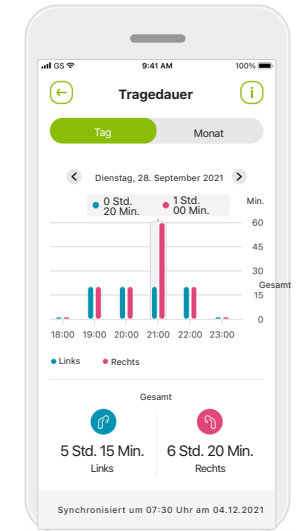 GS 9:41 AM 100%
Tragedauer
i
Tag Monat
Dienstag, 28. September 2021
0 Std. 20 Min. 1 Std. 00 Min.
Min.
60
45
30
Gesamt
15
0
18:00 19:00 20:00 21:00 22:00 23:00
Links Rechts
Gesamt
5 Std. 15 Min. 6 Std. 20 Min.
Links Rechts
Synchronisiert um 07:30 Uhr am 04.12.2021